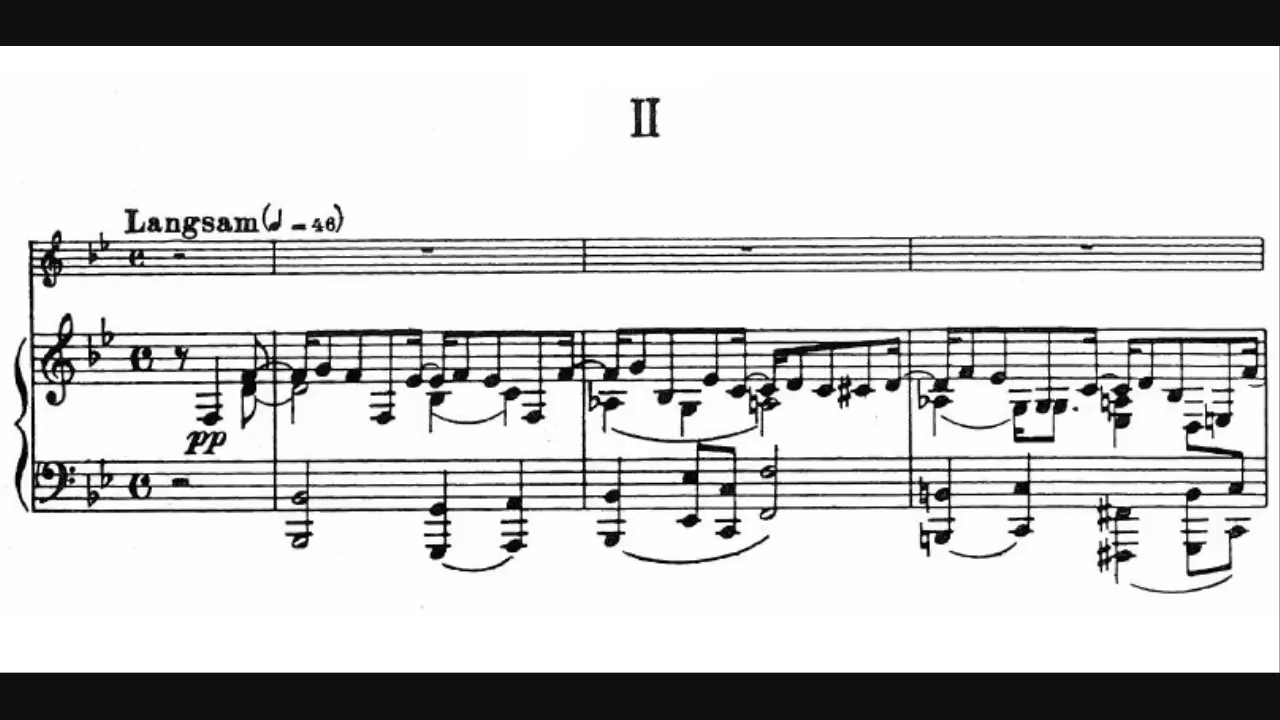 II
Langsam (♩ = 46)
pp